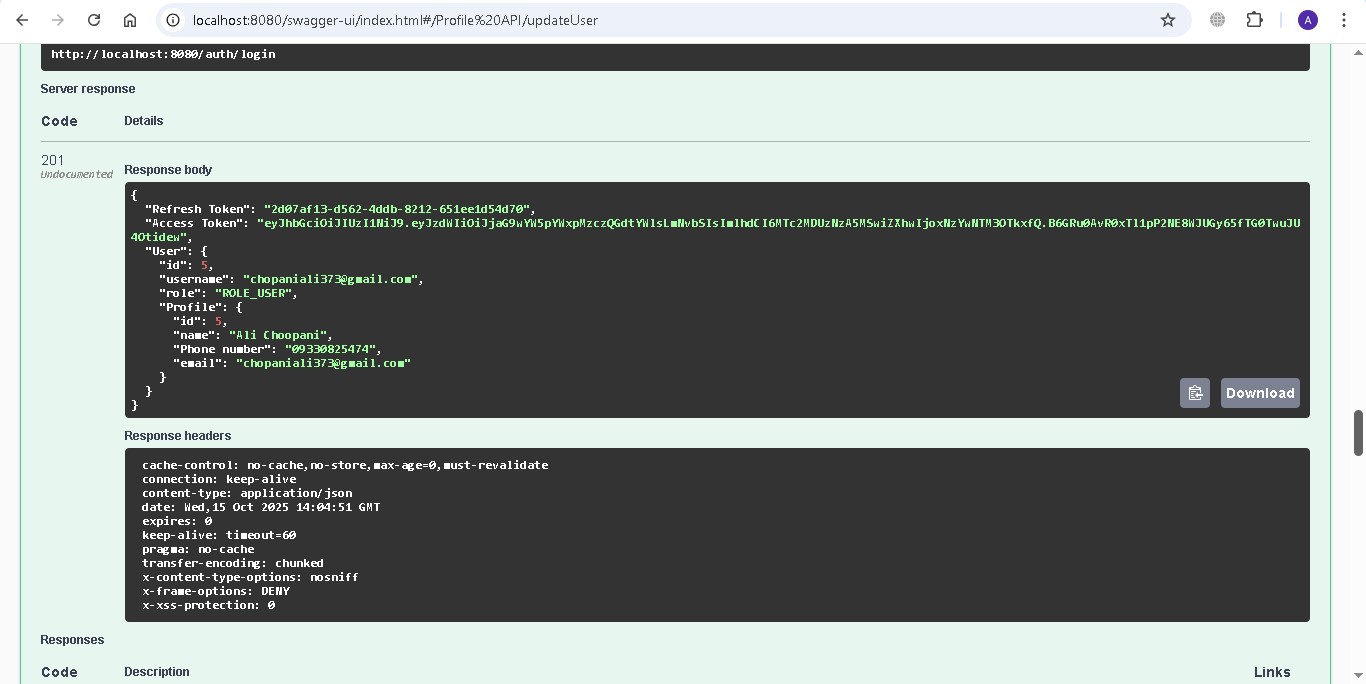 localhost:8080/swagger-ui/index.html#/Profile%20API/updateUser
A
http://localhost:8080/auth/login
Server response
Code Details
201
Undocumented
Response body
{
"Refresh Token": "2d07af13-d562-4ddb-8212-651ee1d54d70",
"Access Token":
"User": {
"id": 5,
"username": "chopaniali373@gmail.com",
"role": "ROLE_USER",
"Profile": {
"id": 5,
"name": "Ali Choopani",
"Phone number": "09330825474",
"email": "chopaniali373@gmail.com"
}
}
}
Download
Response headers
cache-control: no-cache,no-store,max-age=0,must-revalidate
connection: keep-alive
content-type: application/json
date: Wed,15 Oct 2025 14:04:51 GMT
expires: 0
keep-alive: timeout=60
pragma: no-cache
transfer-encoding: chunked
x-content-type-options: nosniff
x-frame-options: DENY
x-xss-protection: 0
Responses
Code Description Links